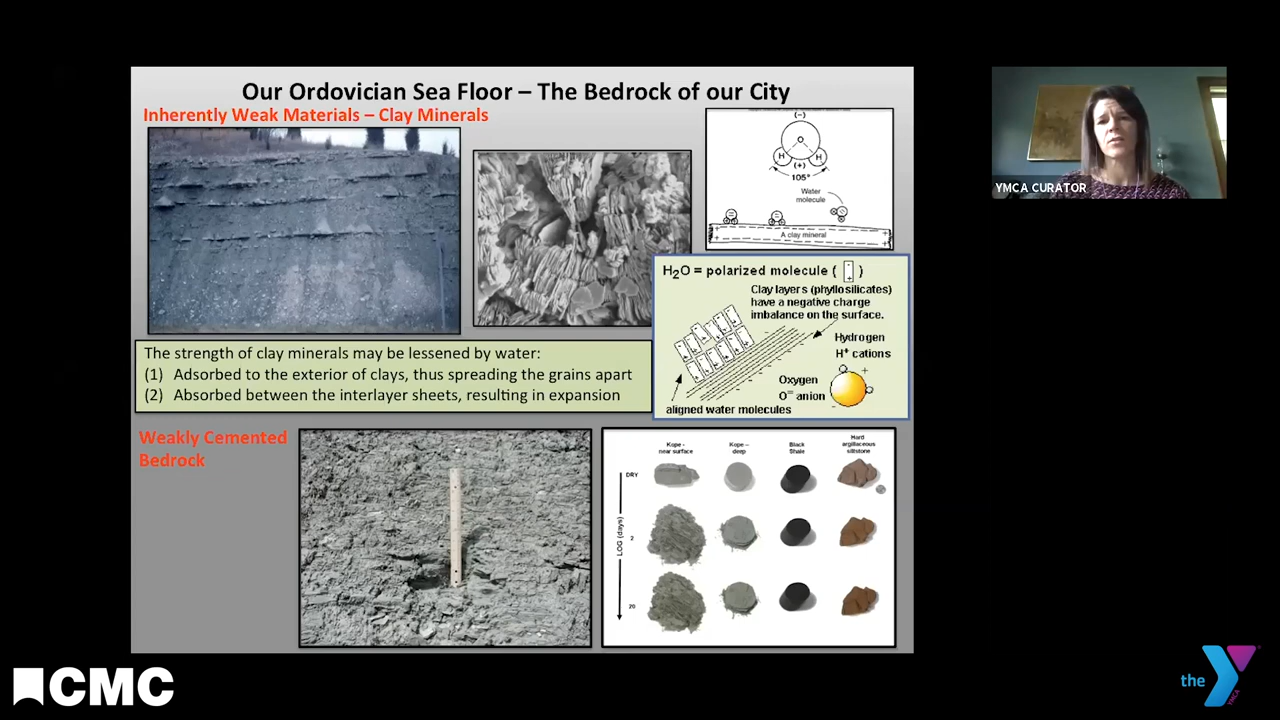 Our Ordovician Sea Floor – The Bedrock of our City
Inherently Weak Materials – Clay Minerals
(-)
O
H
H
(+)
105°
Water
molecule
A clay mineral
H2O = polarized molecule ( )
Clay layers (phyllosilicates)
have a negative charge
imbalance on the surface.
Hydrogen
H+ cations
Oxygen
O= anion
aligned water molecules
The strength of clay minerals may be lessened by water:
(1) Adsorbed to the exterior of clays, thus spreading the grains apart
(2) Absorbed between the interlayer sheets, resulting in expansion
Weakly Cemented
Bedrock
Kope -
near surface
Kope –
deep
Black
Shale
Hard
argillaceous
siltstone
DRY
LOG (days)
2
20
YMCA CURATOR
CMC
the Y
YMCA